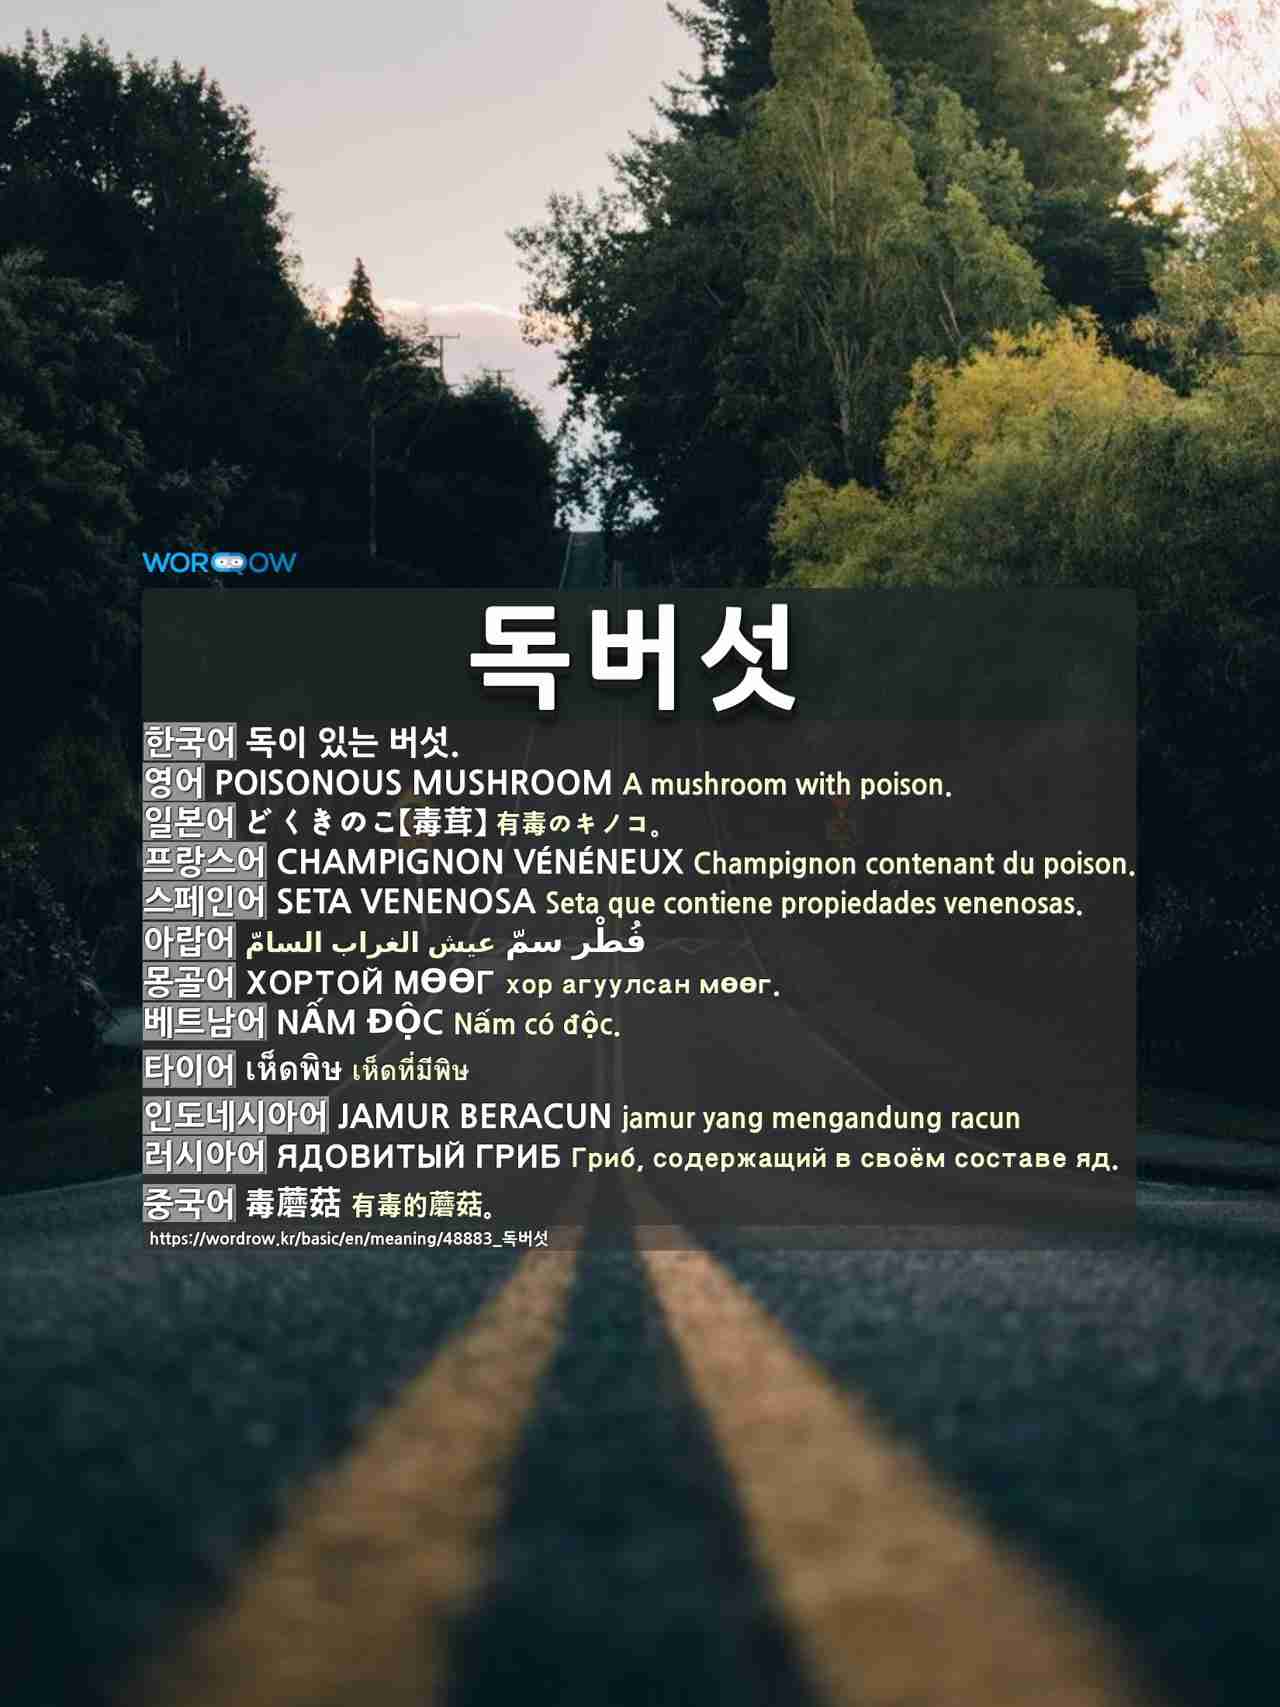 WORDROW
독버섯
한국어 독이 있는 버섯.
영어 POISONOUS MUSHROOM A mushroom with poison.
일본어 どくきのこ【毒茸】 有毒のキノコ。
프랑스어 CHAMPIGNON VÉNÉNEUX Champignon contenant du poison.
스페인어 SETA VENENOSA Seta que contiene propiedades venenosas.
아랍어 فُطْر سمّ عيش الغراب السامّ
몽골어 ХОРТОЙ МӨӨГ хор агуулсан мөөг.
베트남어 NẤM ĐỘC Nấm có độc.
타이어 เห็ดพิษ เห็ดที่มีพิษ
인도네시아어 JAMUR BERACUN jamur yang mengandung racun
러시아어 ЯДОВИТЫЙ ГРИБ Гриб, содержащий в своём составе яд.
중국어 毒蘑菇 有毒的蘑菇。
https://wordrow.kr/basic/en/meaning/48883_독버섯